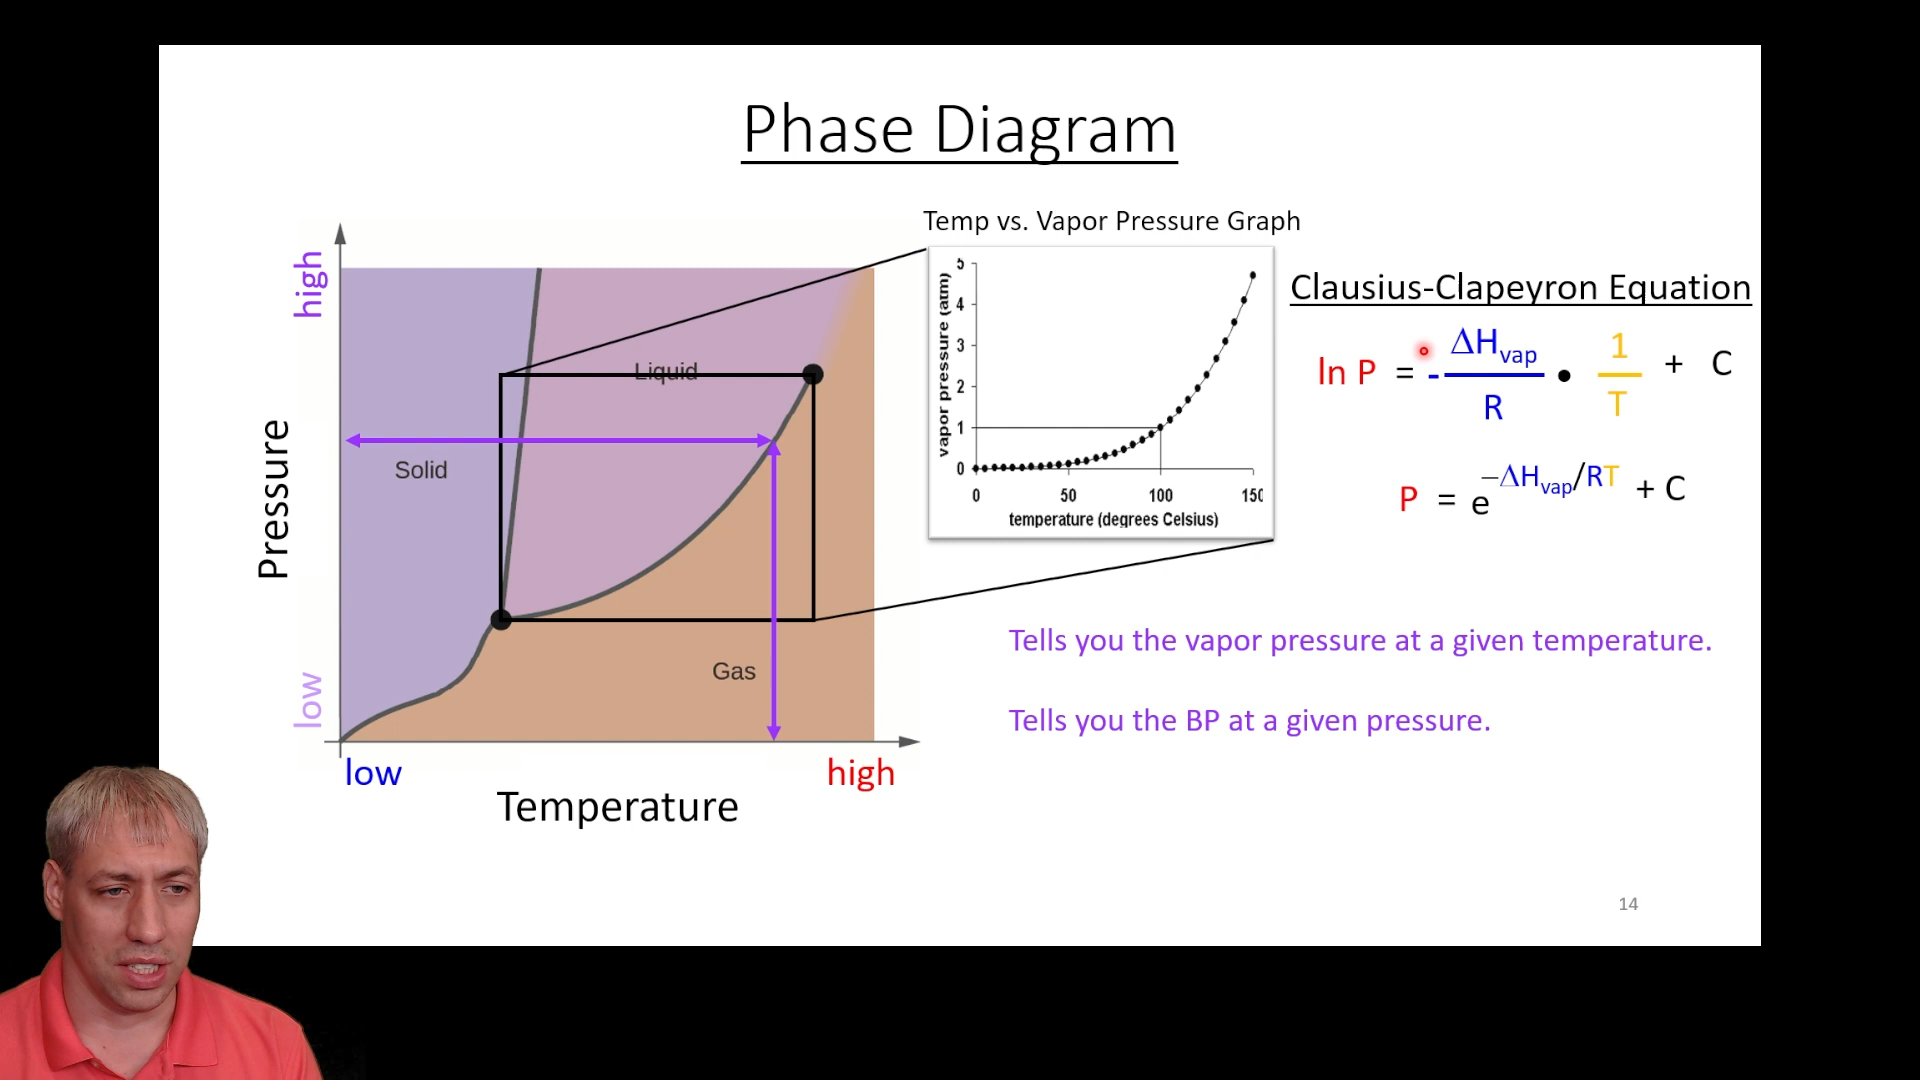 Phase Diagram
high
Pressure
low
Solid
Liquid
Gas
low
high
Temperature
Temp vs. Vapor Pressure Graph
vapor pressure (atm)
5
4
3
2
1
0
0 50 100 150
temperature (degrees Celsius)
Clausius-Clapeyron Equation
ln P = - ΔHvap/R • 1/T + C
P = e^(−ΔHvap/RT) + C
Tells you the vapor pressure at a given temperature.
Tells you the BP at a given pressure.
14